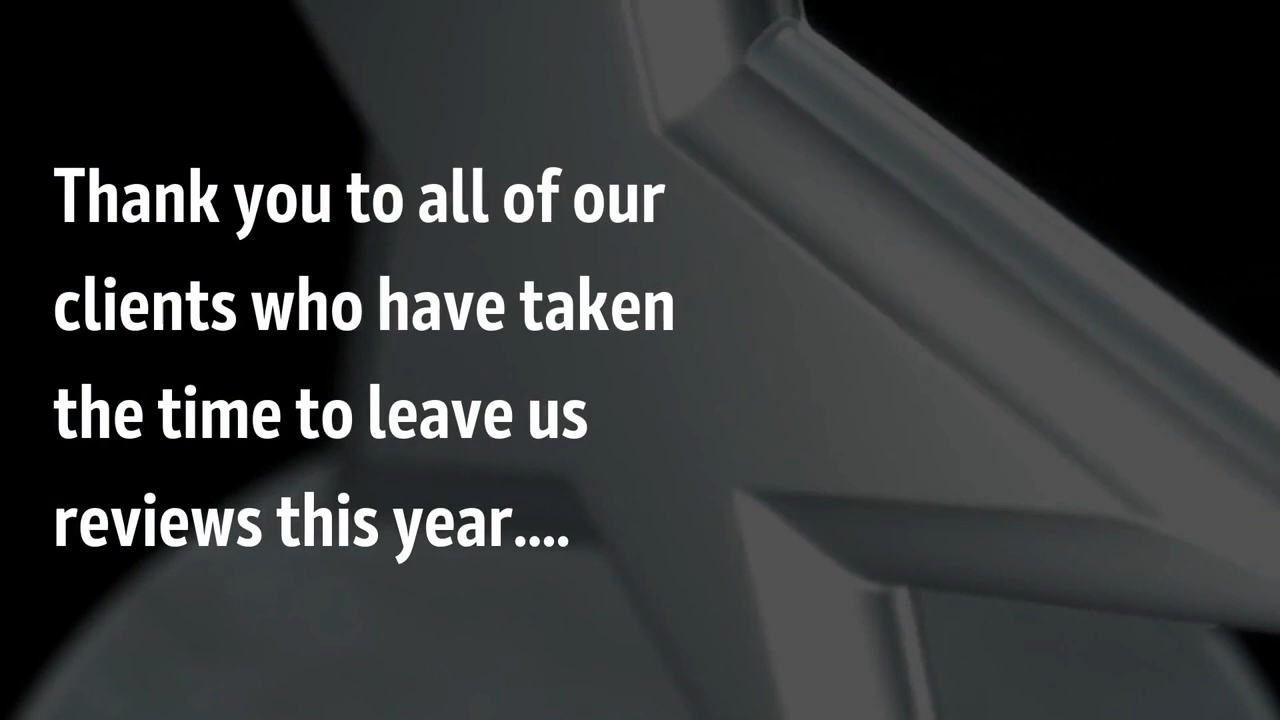 Thank you to all of our
clients who have taken
the time to leave us
reviews this year....